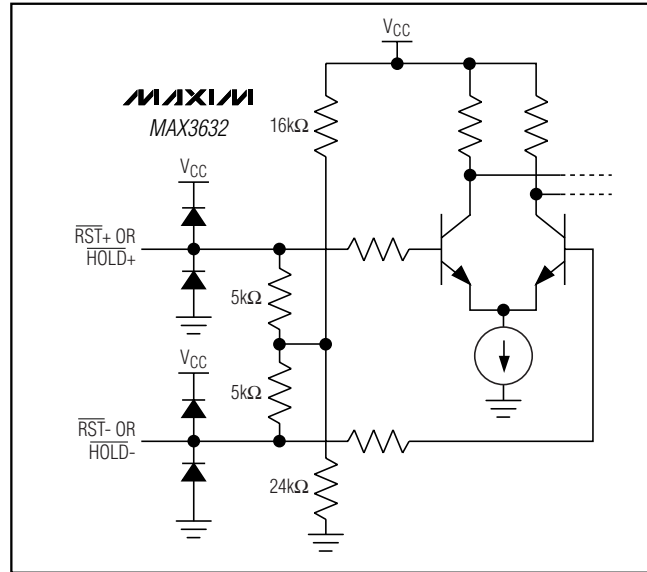 VCC
MAXIM
MAX3632
16kΩ
VCC
RST+ OR
HOLD+
5kΩ
VCC
5kΩ
RST- OR
HOLD-
24kΩ